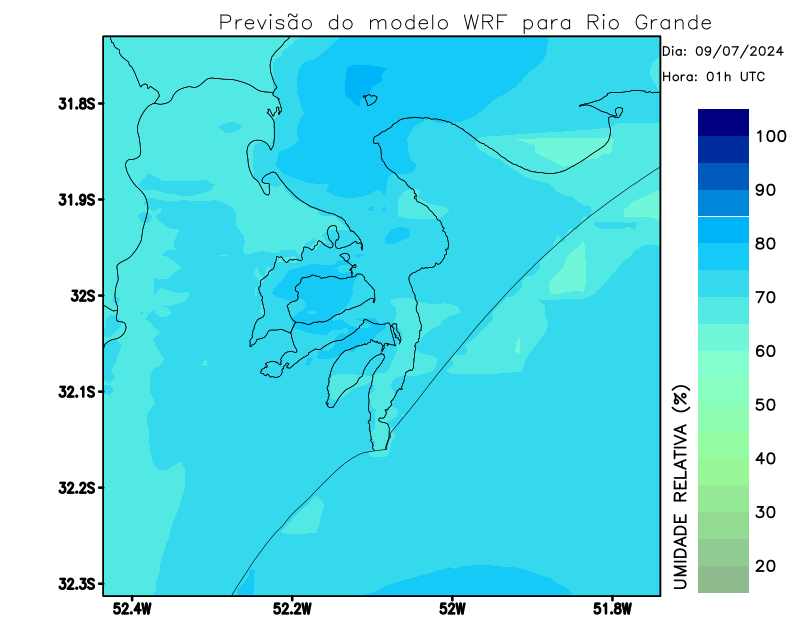 Previsão do modelo WRF para Rio Grande
Dia: 09/07/2024
Hora: 01h UTC
31.8S
31.9S
32S
32.1S
32.2S
32.3S
52.4W
52.2W
52W
51.8W
100
90
80
70
60
50
40
30
20
UMIDADE RELATIVA (%)